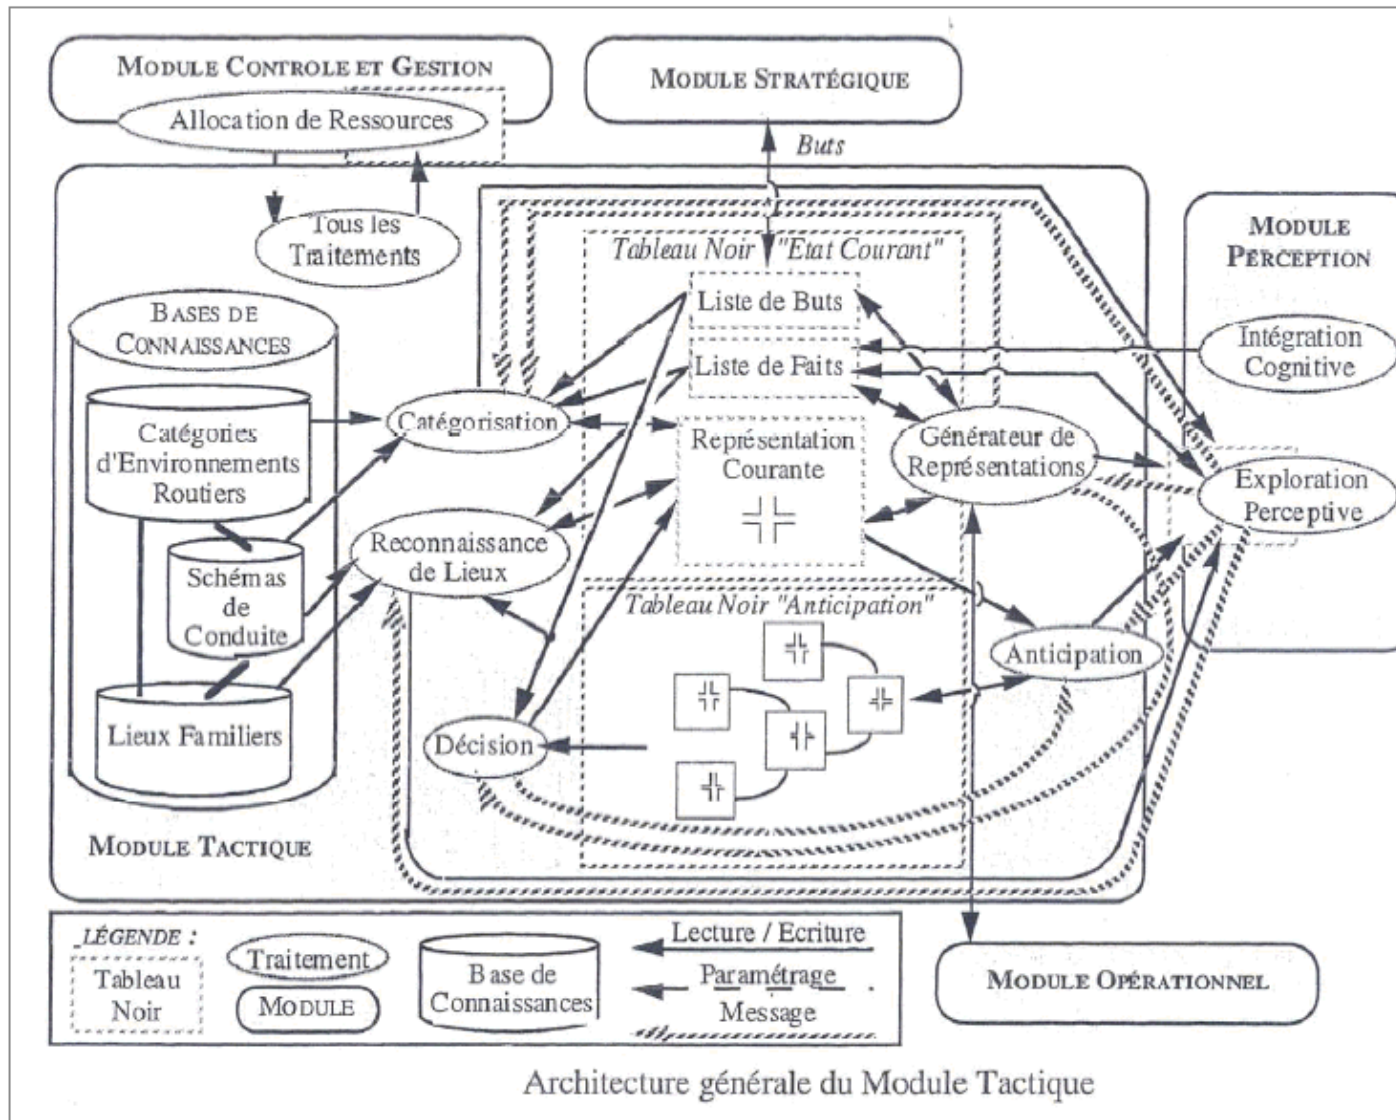 MODULE CONTROLE ET GESTION
Allocation de Ressources
MODULE STRATÉGIQUE
Buts
Tous les
Traitements
MODULE
PERCEPTION
Tableau Noir "Etat Courant"
Liste de Buts
Liste de Faits
Intégration
Cognitive
BASES DE
CONNAISSANCES
Catégories
d'Environnements
Routiers
Catégorisation
Représentation
Courante
Générateur de
Représentations
Exploration
Perceptive
Schémas
de
Conduite
Reconnaissance
de Lieux
Tableau Noir "Anticipation"
Anticipation
Lieux Familiers
Décision
MODULE TACTIQUE
LÉGENDE :
Tableau
Noir
Traitement
MODULE
Base de
Connaissances
Lecture / Ecriture
Paramétrage
Message
MODULE OPÉRATIONNEL
Architecture générale du Module Tactique